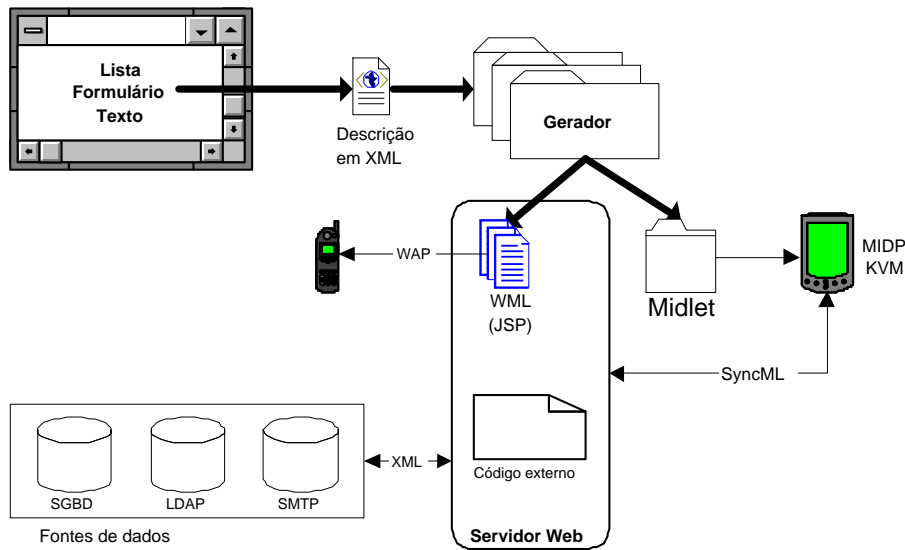 Lista
Formulário
Texto
Descrição
em XML
Gerador
WAP
WML
(JSP)
Midlet
MIDP
KVM
SyncML
SGBD
LDAP
SMTP
XML
Código externo
Fontes de dados
Servidor Web